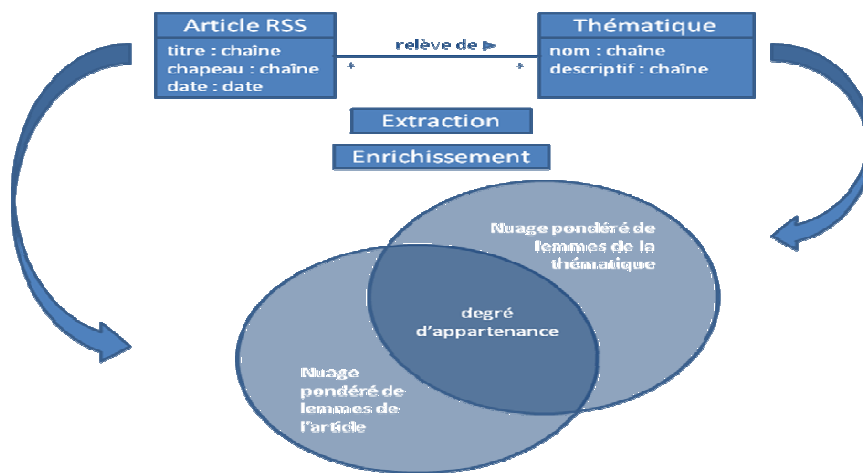 Article RSS
titre : chaîne
chapeau : chaîne
date : date
relève de ►
*
*
Thématique
nom : chaîne
descriptif : chaîne
Extraction
Enrichissement
Nuage pondéré de
lemmes de la
thématique
degré
d'appartenance
Nuage
pondéré de
lemmes de
l'article